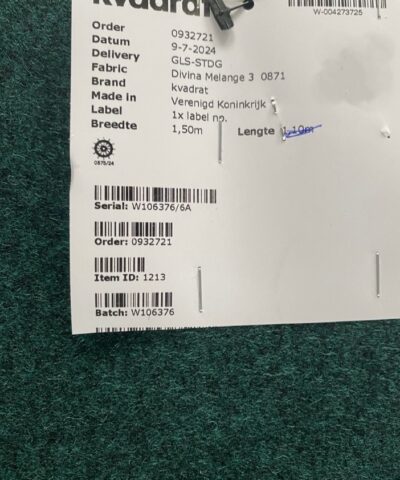 kvadrat
W-004273725
Order 0932721
Datum 9-7-2024
Delivery GLS-STDG
Fabric Divina Melange 3 0871
Brand kvadrat
Made in Verenigd Koninkrijk
Label 1x label no.
Breedte 1,50m Lengte 1,10m
0875/24
Serial: W106376/6A
Order: 0932721
Item ID: 1213
Batch: W106376